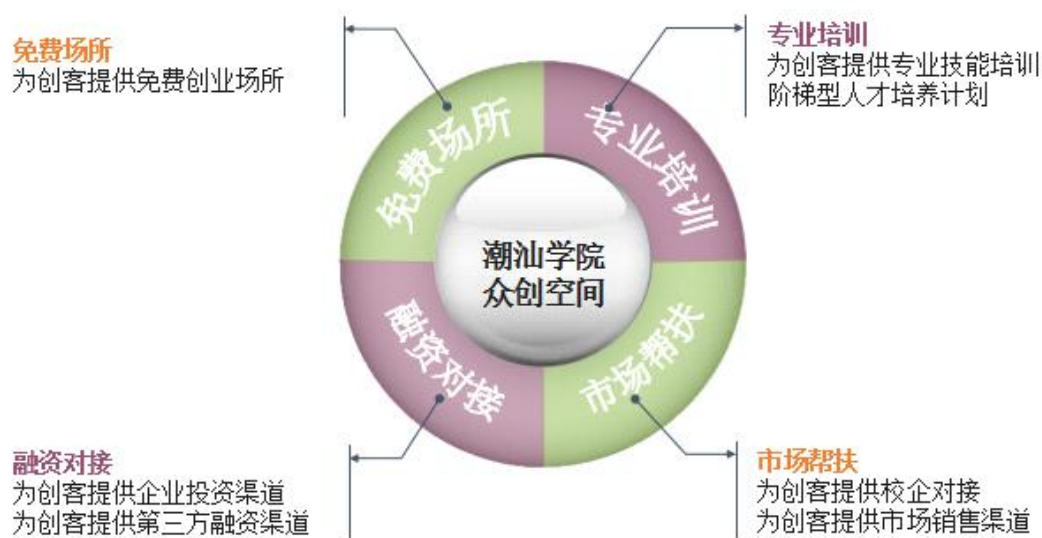 免费场所
为创客提供免费创业场所
专业培训
为创客提供专业技能培训
阶梯型人才培养计划
免费场所
专业培训
潮汕学院
众创空间
融资对接
市场帮扶
融资对接
为创客提供企业投资渠道
为创客提供第三方融资渠道
市场帮扶
为创客提供校企对接
为创客提供市场销售渠道